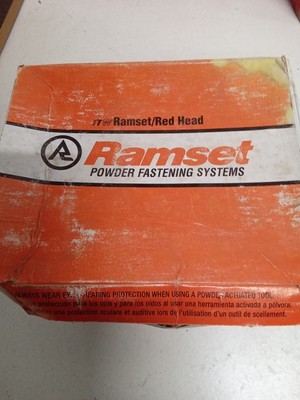 ITW Ramset/Red Head
Ramset
POWDER FASTENING SYSTEMS
ALWAYS WEAR EYE HEARING PROTECTION WHEN USING A POWDER ACTUATED TOOL
protección para los ojos y para los oídos al usar una herramienta activada a pólvora.
une protection oculaire et auditive lors de l'utilisation d'un outil de scellement.